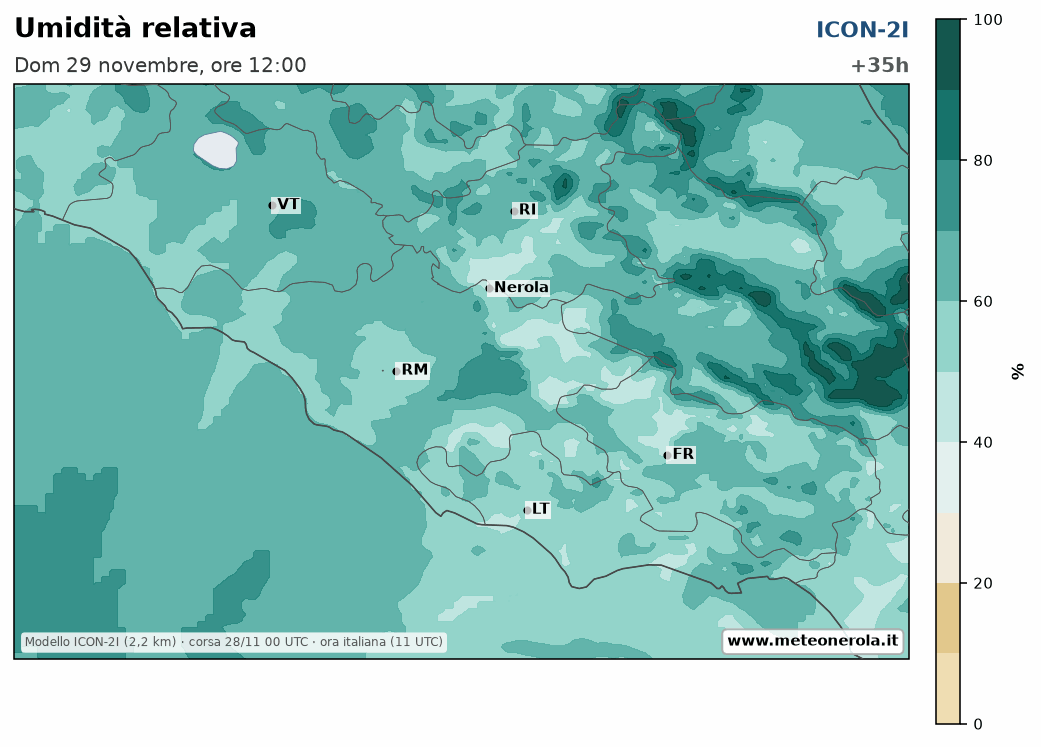 Umidità relativa
ICON-2I
Dom 29 novembre, ore 12:00
+35h
100
80
60
40
20
0
%
VT
RI
Nerola
RM
FR
LT
Modello ICON-2I (2,2 km) · corsa 28/11 00 UTC · ora italiana (11 UTC)
www.meteonerola.it